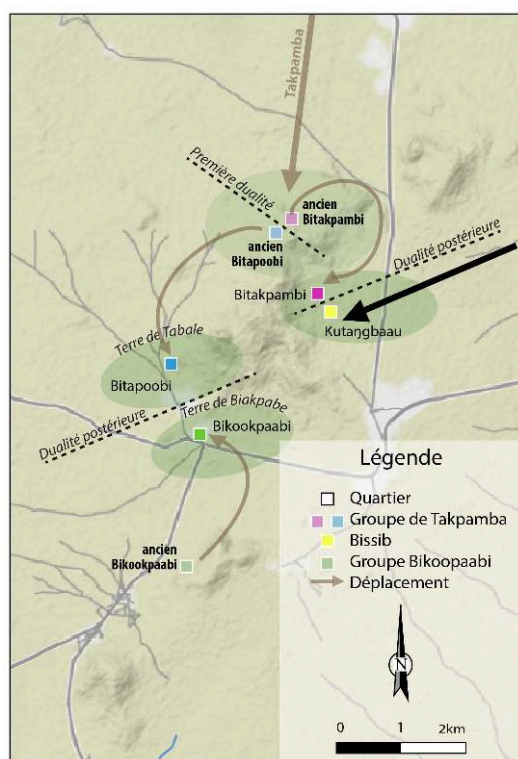 Takpamba
Première dualité
ancien
Bitakpambi
ancien
Bitapoobi
Dualité postérieure
Bitakpambi
Kutaŋgbaau
Terre de Tabale
Bitapoobi
Terre de Biakpabe
Dualité postérieure
Bikookpaabi
ancien
Bikookpaabi
Légende
Quartier
Groupe de Takpamba
Bissib
Groupe Bikoopaabi
Déplacement
N
0 1 2km